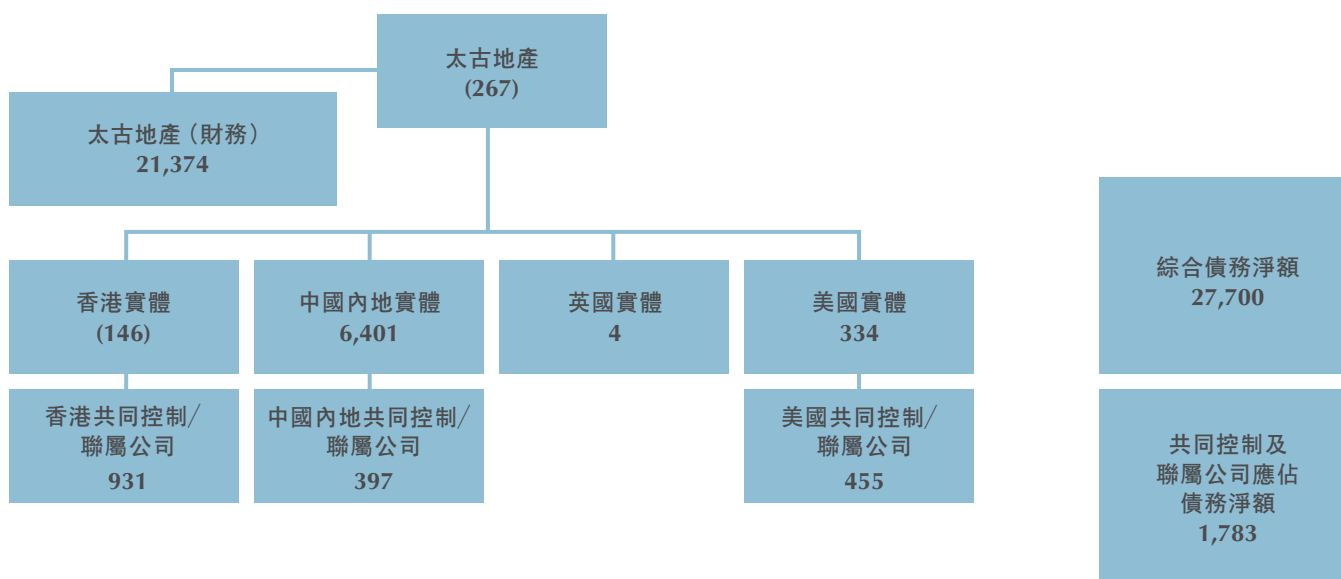 太古地產
(267)
太古地產（財務）
21,374
香港實體
(146)
中國內地實體
6,401
英國實體
4
美國實體
334
綜合債務淨額
27,700
香港共同控制/
聯屬公司
931
中國內地共同控制/
聯屬公司
397
美國共同控制/
聯屬公司
455
共同控制及
聯屬公司應佔
債務淨額
1,783